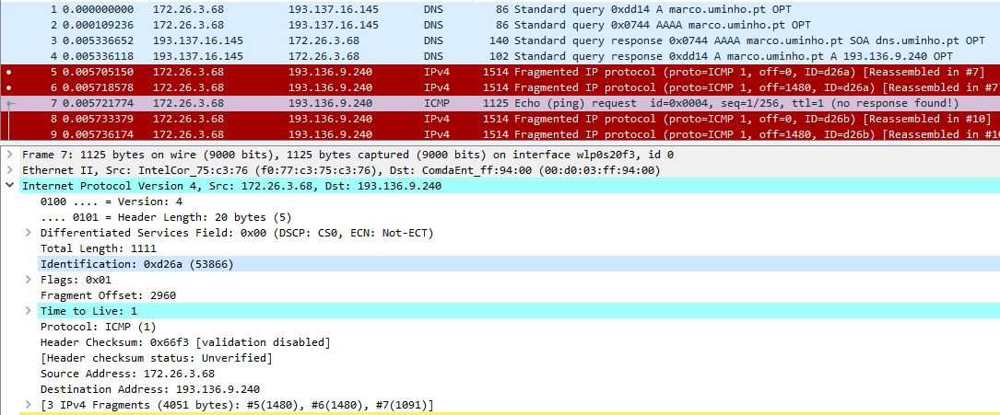 1 0.000000000 172.26.3.68 193.137.16.145 DNS 86 Standard query 0xdd14 A marco.uminho.pt OPT
2 0.000109236 172.26.3.68 193.137.16.145 DNS 86 Standard query 0x0744 AAAA marco.uminho.pt OPT
3 0.005336652 193.137.16.145 172.26.3.68 DNS 140 Standard query response 0x0744 AAAA marco.uminho.pt SOA dns.uminho.pt OPT
4 0.005336118 193.137.16.145 172.26.3.68 DNS 102 Standard query response 0xdd14 A marco.uminho.pt A 193.136.9.240 OPT
5 0.005705150 172.26.3.68 193.136.9.240 IPv4 1514 Fragmented IP protocol (proto=ICMP 1, off=0, ID=d26a) [Reassembled in #7]
6 0.005718578 172.26.3.68 193.136.9.240 IPv4 1514 Fragmented IP protocol (proto=ICMP 1, off=1480, ID=d26a) [Reassembled in #7
7 0.005721774 172.26.3.68 193.136.9.240 ICMP 1125 Echo (ping) request id=0x0004, seq=1/256, ttl=1 (no response found!)
8 0.005733379 172.26.3.68 193.136.9.240 IPv4 1514 Fragmented IP protocol (proto=ICMP 1, off=0, ID=d26b) [Reassembled in #10]
9 0.005736174 172.26.3.68 193.136.9.240 IPv4 1514 Fragmented IP protocol (proto=ICMP 1, off=1480, ID=d26b) [Reassembled in #10
Frame 7: 1125 bytes on wire (9000 bits), 1125 bytes captured (9000 bits) on interface wlp0s20f3, id 0
Ethernet II, Src: IntelCor_75:c3:76 (f0:77:c3:75:c3:76), Dst: ComdaEnt_ff:94:00 (00:d0:03:ff:94:00)
Internet Protocol Version 4, Src: 172.26.3.68, Dst: 193.136.9.240
0100 .... = Version: 4
.... 0101 = Header Length: 20 bytes (5)
Differentiated Services Field: 0x00 (DSCP: CS0, ECN: Not-ECT)
Total Length: 1111
Identification: 0xd26a (53866)
Flags: 0x01
Fragment Offset: 2960
Time to Live: 1
Protocol: ICMP (1)
Header Checksum: 0x66f3 [validation disabled]
[Header checksum status: Unverified]
Source Address: 172.26.3.68
Destination Address: 193.136.9.240
[3 IPv4 Fragments (4051 bytes): #5(1480), #6(1480), #7(1091)]